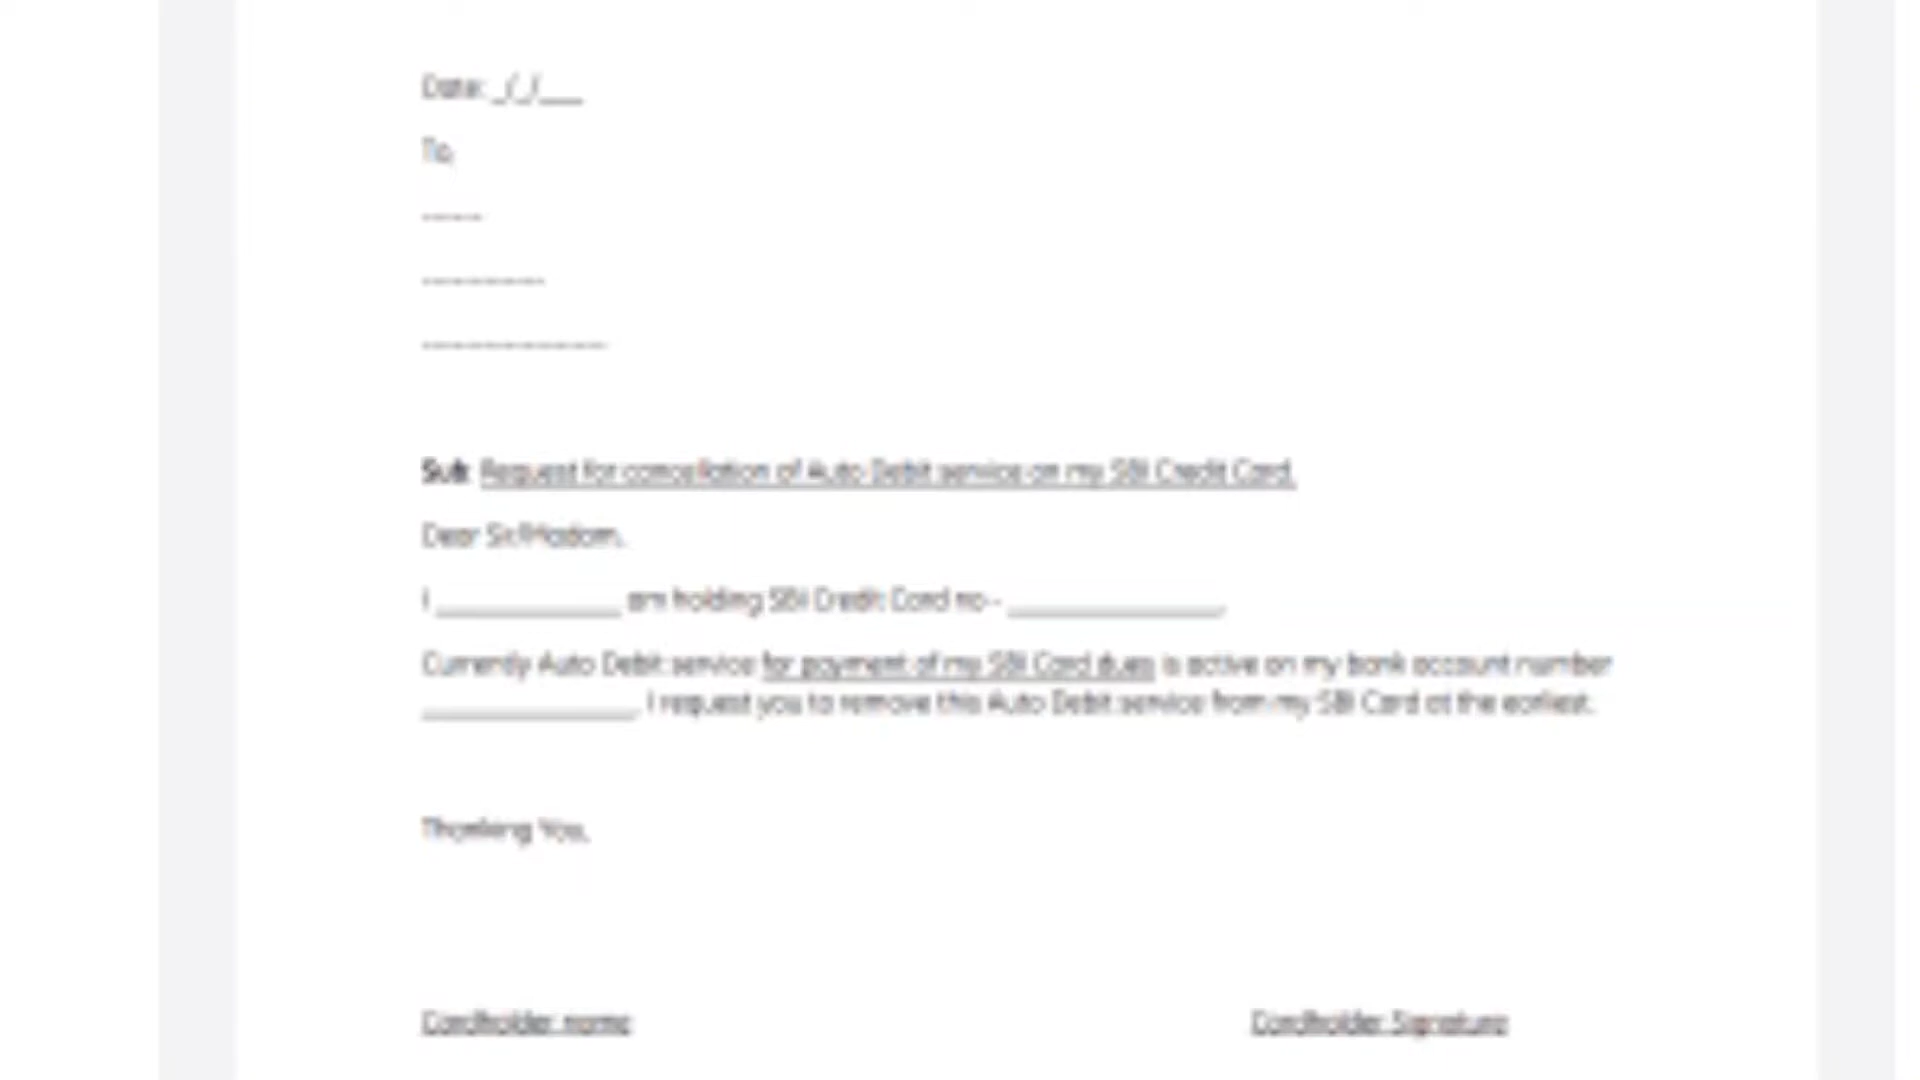 Date: _/_/___
To,
-----
----------
---------------
Sub: Request for cancellation of Auto Debit service on my SBI Credit Card.
Dear Sir/Madam,
I ____________ am holding SBI Credit Card no-- ______________.
Currently Auto Debit service for payment of my SBI Card dues is active on my bank account number
______________. I request you to remove this Auto Debit service from my SBI Card at the earliest.
Thanking You,
Cardholder name
Cardholder Signature